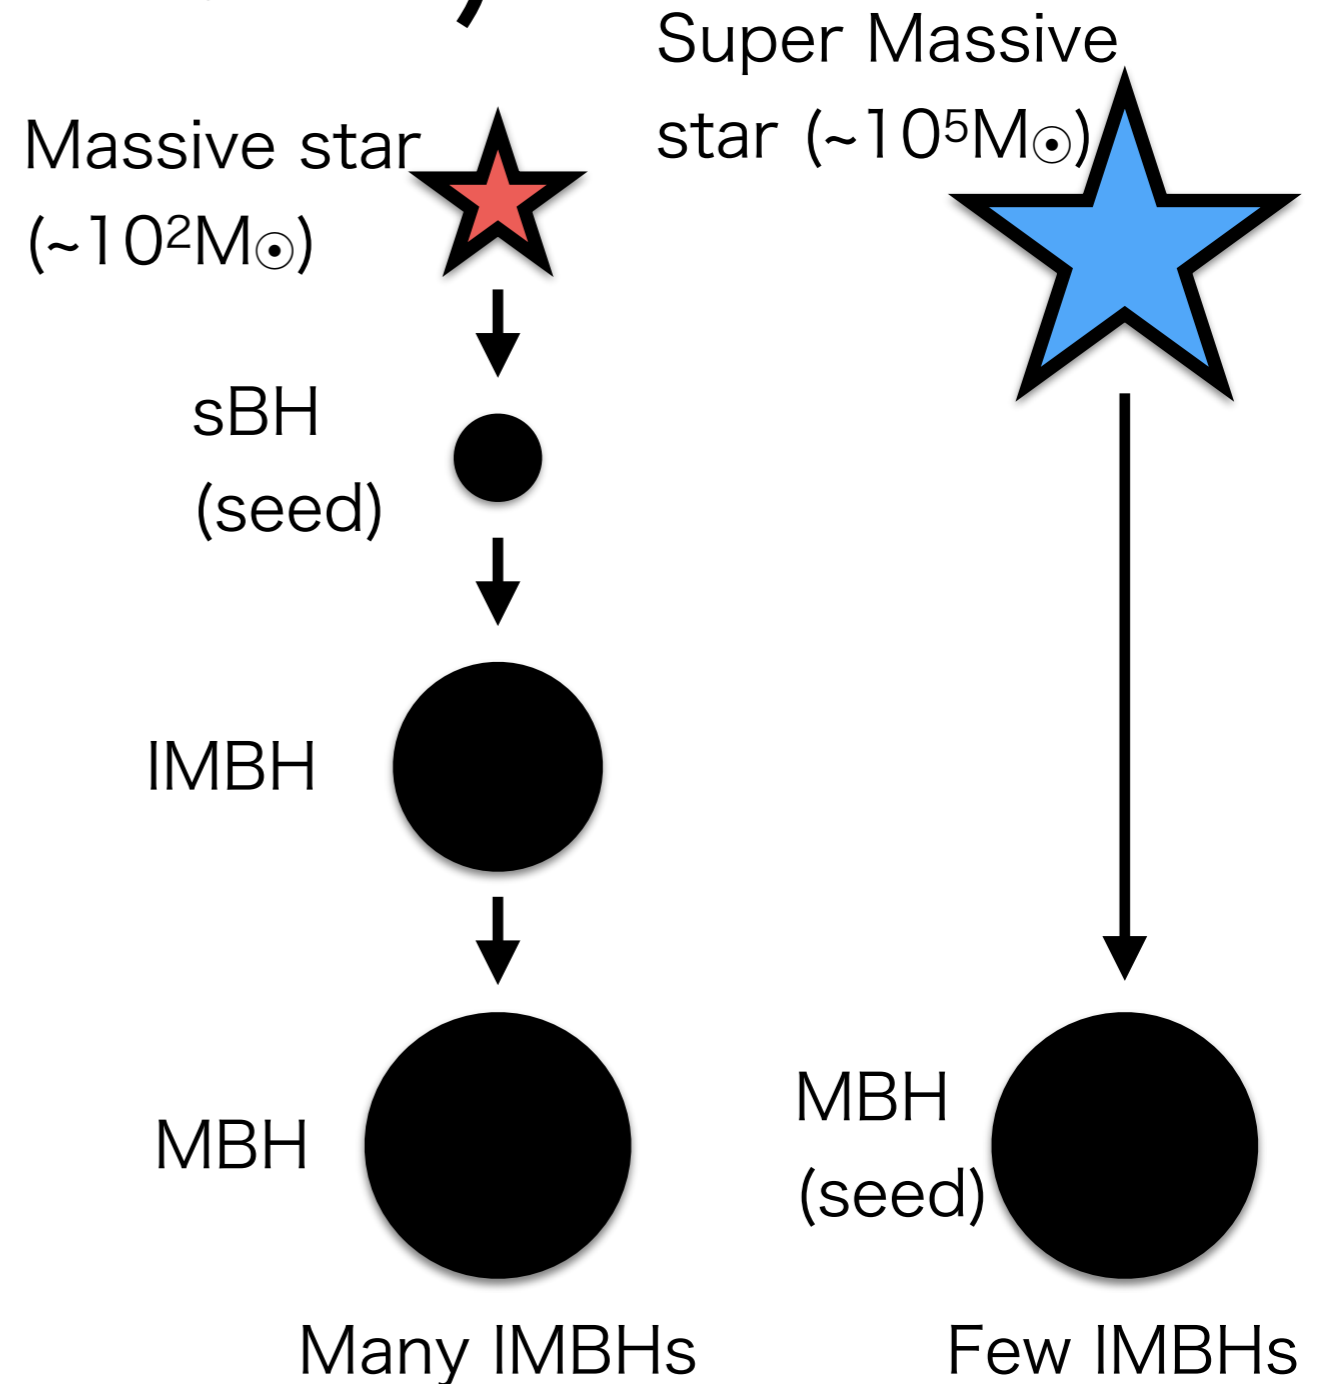 Massive star
(~10²M☉)
sBH
(seed)
IMBH
MBH
Many IMBHs
Super Massive
star (~10⁵M☉)
MBH
(seed)
Few IMBHs